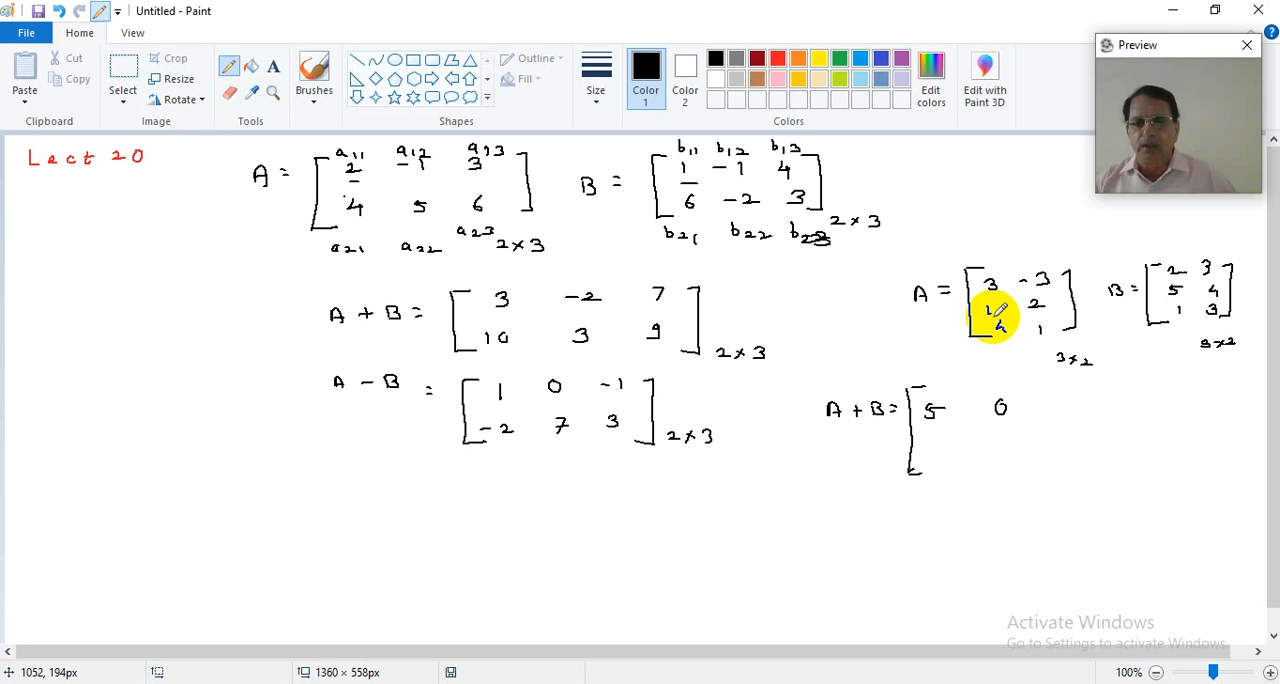 Untitled - Paint
File Home View
Cut
Copy
Paste
Clipboard
Select
Crop
Resize
Rotate
Image
A
Tools
Brushes
Shapes
Outline
Fill
Size
Color 1
Color 2
Edit colors
Edit with Paint 3D
Colors
Preview
Lect 20
a11 a12 a13
A = 2 -1 3
4 5 6
a21 a22 a23 2×3
b11 b12 b13
B = 1 -1 4
6 -2 3 2×3
b21 b22 b23
A + B = 3 -2 7
10 3 9 2×3
A - B = 1 0 -1
-2 7 3 2×3
A = 3 -3
1 2
4 1
3×2
B = 2 3
5 4
1 3
3×2
A + B = 5 0
Activate Windows
Go to Settings to activate Windows.
1052, 194px
1360 × 558px
100%